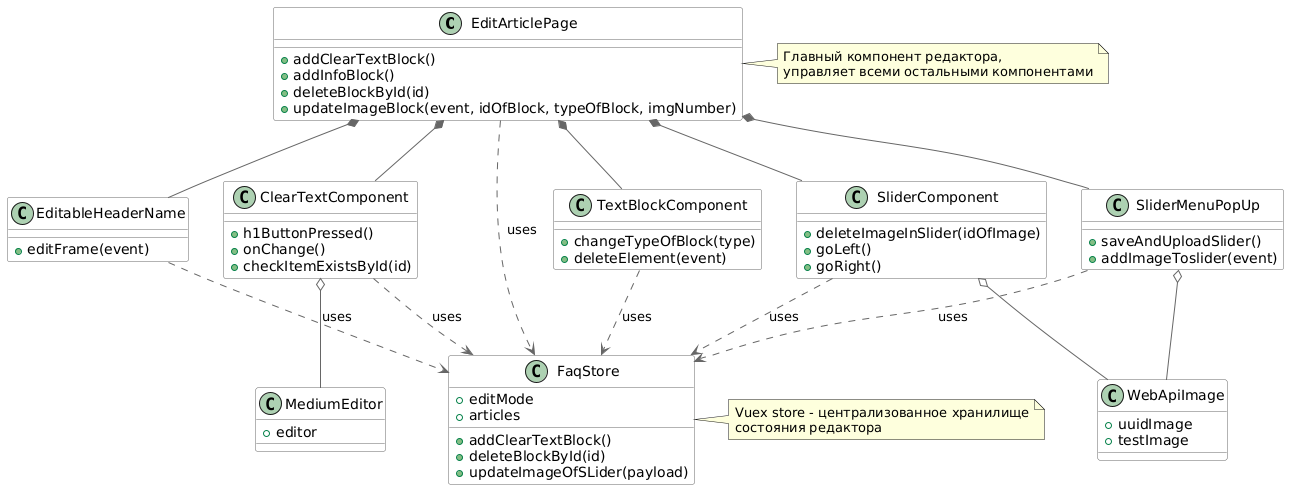 C EditArticlePage
addClearTextBlock()
addInfoBlock()
deleteBlockById(id)
updateImageBlock(event, idOfBlock, typeOfBlock, imgNumber)
Главный компонент редактора,
управляет всеми остальными компонентами
C EditableHeaderName
editFrame(event)
C ClearTextComponent
h1ButtonPressed()
onChange()
checkItemExistsById(id)
uses
C TextBlockComponent
changeTypeOfBlock(type)
deleteElement(event)
C SliderComponent
deleteImageInSlider(idOfImage)
goLeft()
goRight()
C SliderMenuPopUp
saveAndUploadSlider()
addImageToslider(event)
uses
uses
uses
uses
uses
C MediumEditor
editor
C FaqStore
editMode
articles
addClearTextBlock()
deleteBlockById(id)
updateImageOfSLider(payload)
Vuex store - централизованное хранилище
состояния редактора
C WebApiImage
uuidImage
testImage